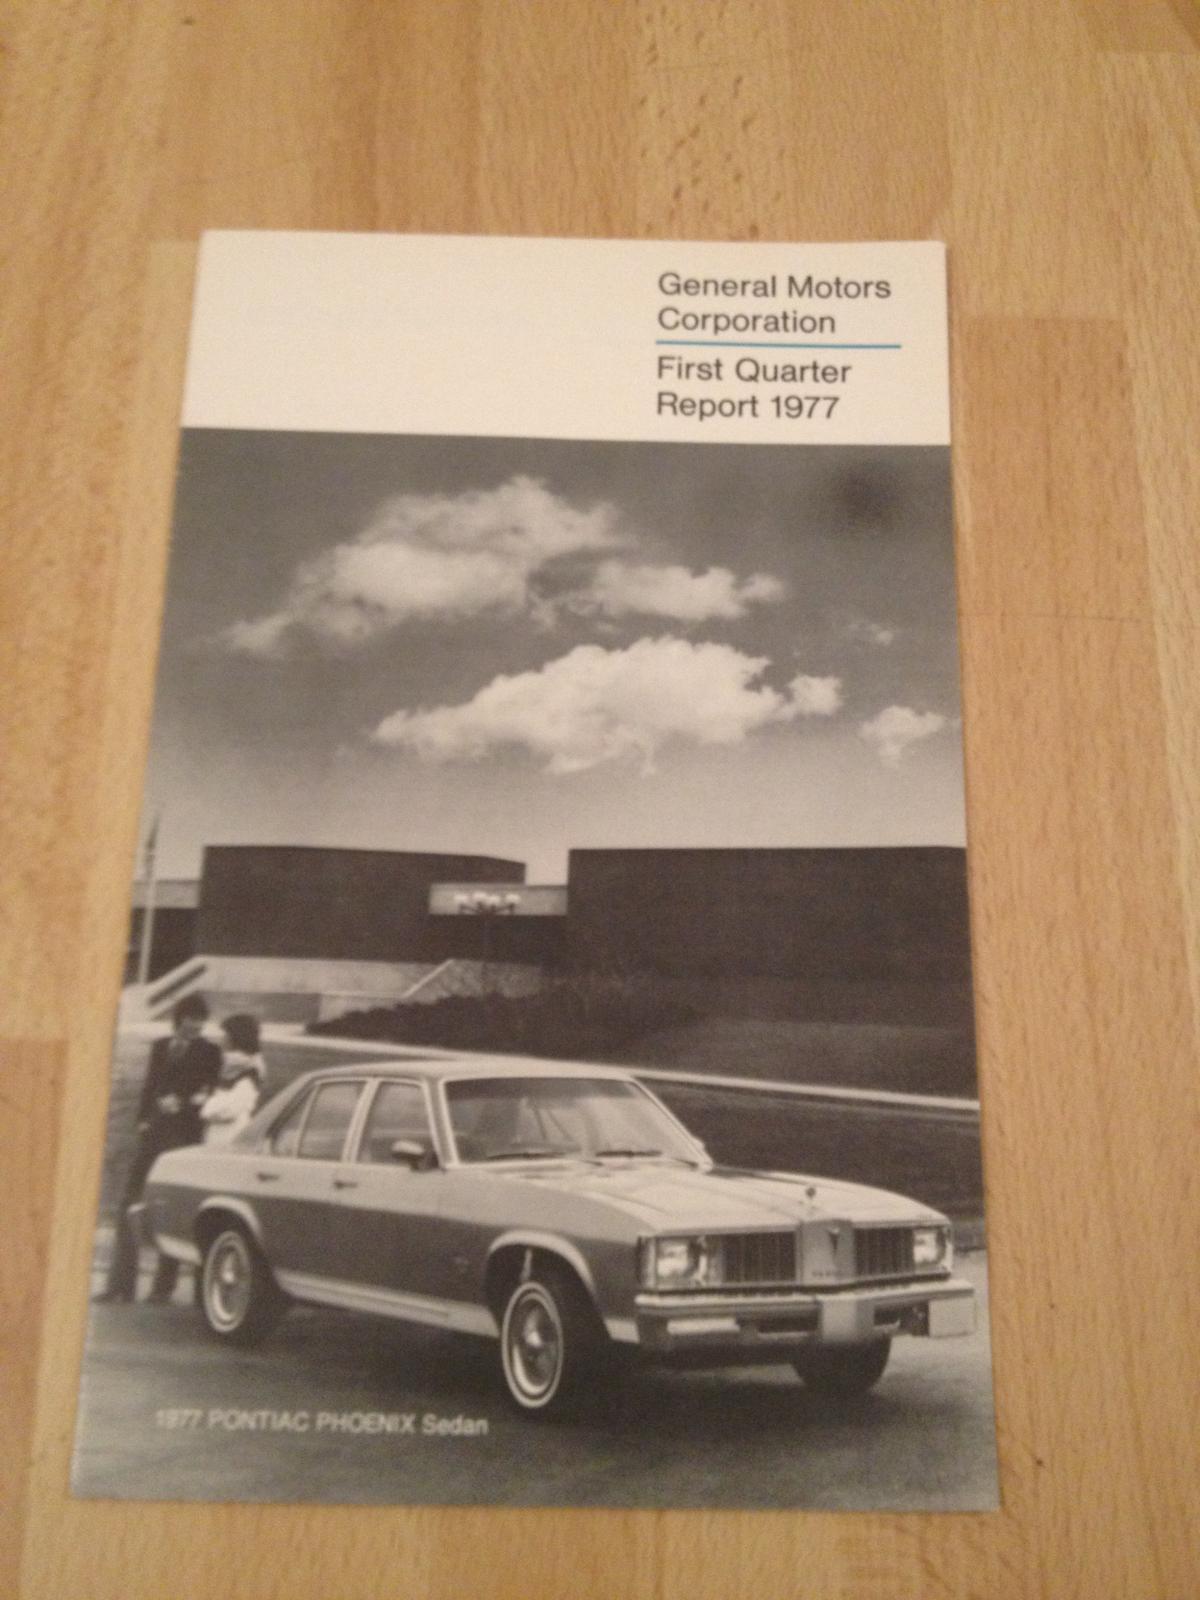 General Motors
Corporation
First Quarter
Report 1977
1977 PONTIAC PHOENIX Sedan